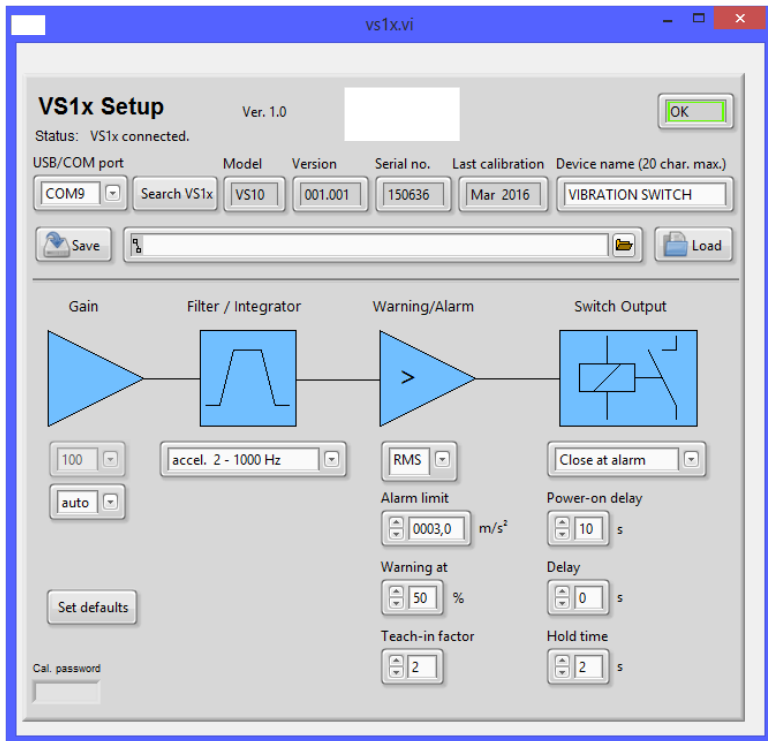 vs1x.vi
VS1x Setup
Ver. 1.0
OK
Status: VS1x connected.
USB/COM port
Model
Version
Serial no.
Last calibration
Device name (20 char. max.)
COM9
Search VS1x
VS10
001.001
150636
Mar 2016
VIBRATION SWITCH
Save
Load
Gain
Filter / Integrator
Warning/Alarm
Switch Output
>
100
accel. 2 - 1000 Hz
RMS
Close at alarm
auto
Alarm limit
Power-on delay
0003,0 m/s²
10 s
Warning at
Delay
50 %
0 s
Set defaults
Teach-in factor
Hold time
2
2 s
Cal. password